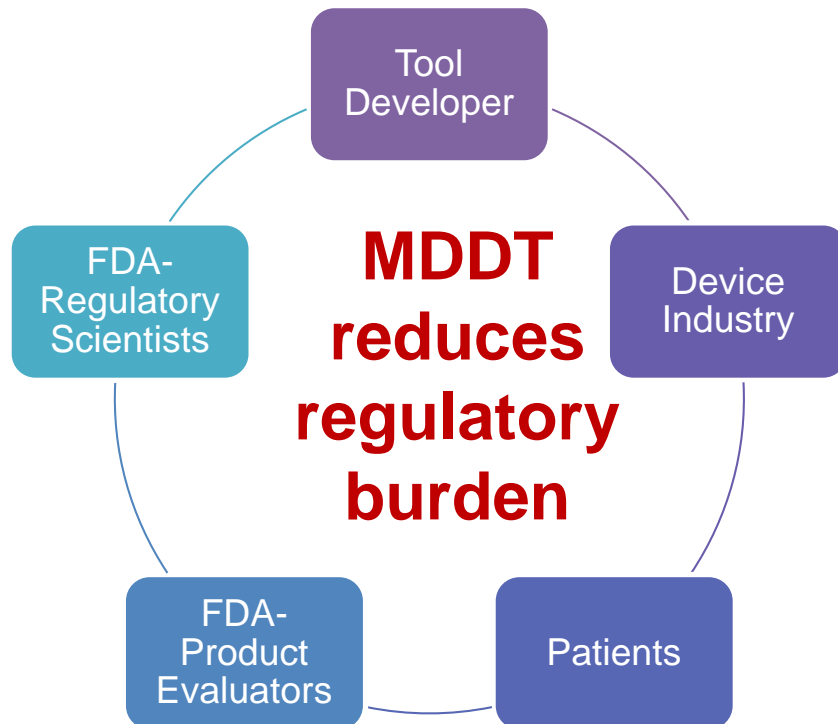 Tool
Developer
FDA-
Regulatory
Scientists
MDDT
reduces
regulatory
burden
Device
Industry
FDA-
Product
Evaluators
Patients